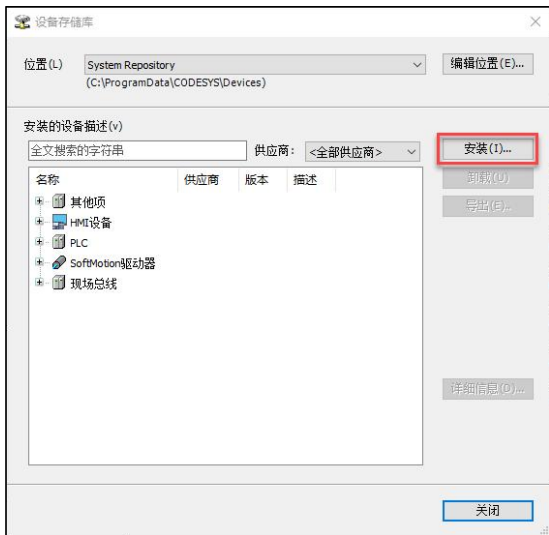 设备存储库
位置(L) System Repository 编辑位置(E)...
(C:\ProgramData\CODESYS\Devices)
安装的设备描述(v)
全文搜索的字符串 供应商: <全部供应商> 安装(I)...
名称 供应商 版本 描述 卸载(U)
其他项 导出(E)...
HMI设备
PLC
SoftMotion驱动器
现场总线
详细信息(D)...
关闭